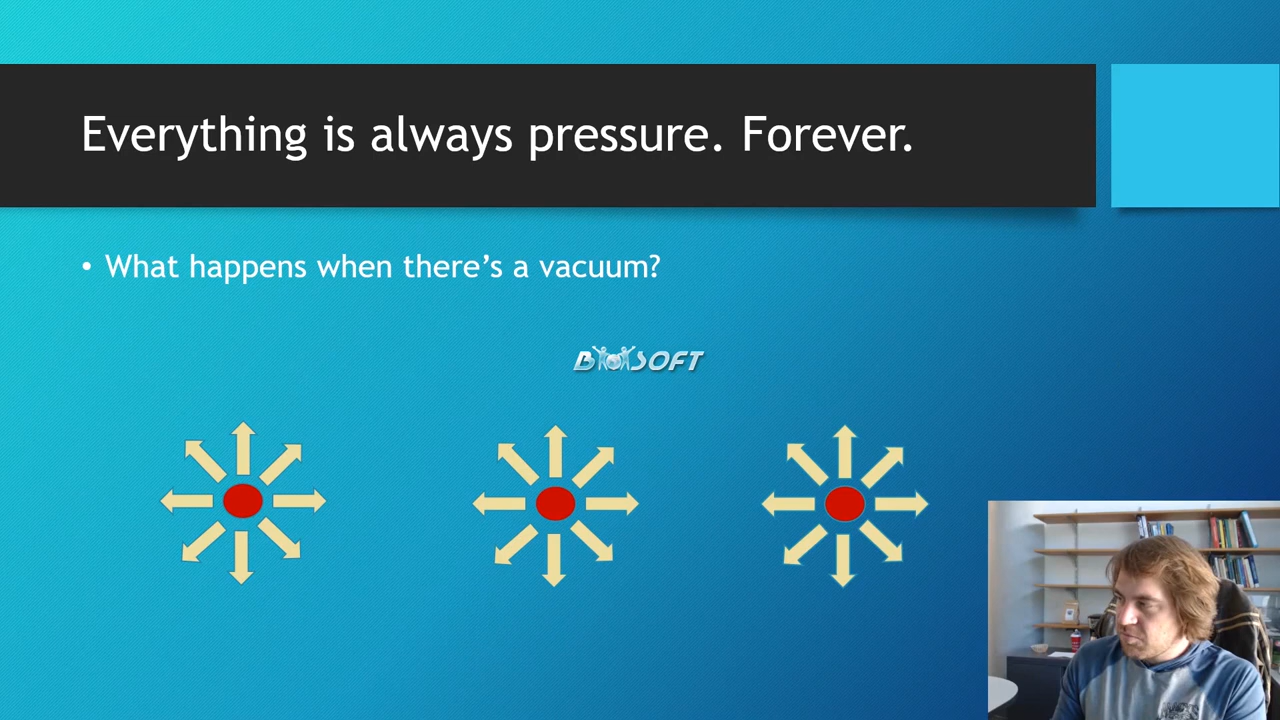 Everything is always pressure. Forever.
• What happens when there’s a vacuum?
BIOSOFT